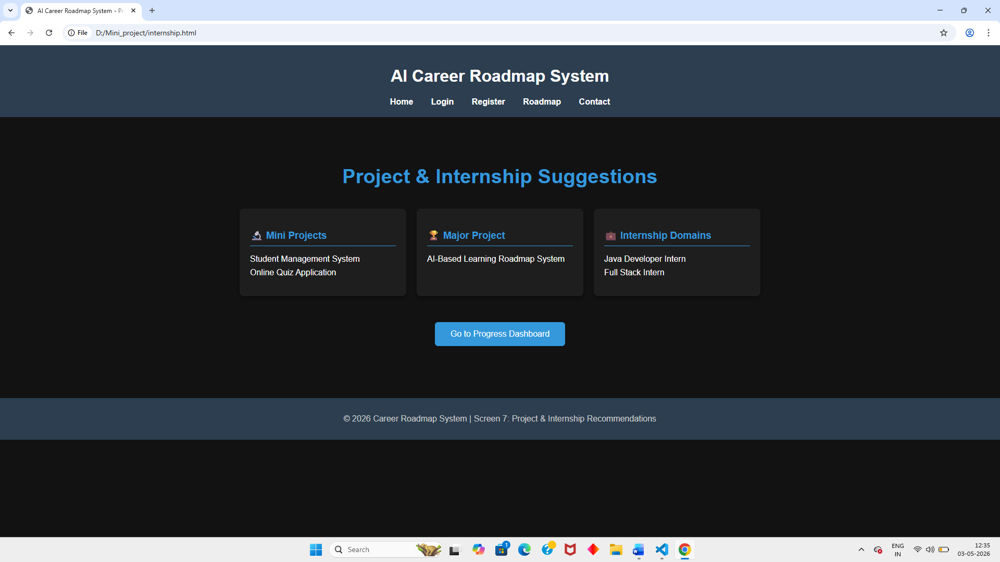 AI Career Roadmap System - Pr
File D:/Mini_project/internship.html
AI Career Roadmap System
Home Login Register Roadmap Contact
Project & Internship Suggestions
Mini Projects
Student Management System
Online Quiz Application
Major Project
AI-Based Learning Roadmap System
Internship Domains
Java Developer Intern
Full Stack Intern
Go to Progress Dashboard
© 2026 Career Roadmap System | Screen 7: Project & Internship Recommendations
Search
1
ENG
IN
12:35
03-05-2026